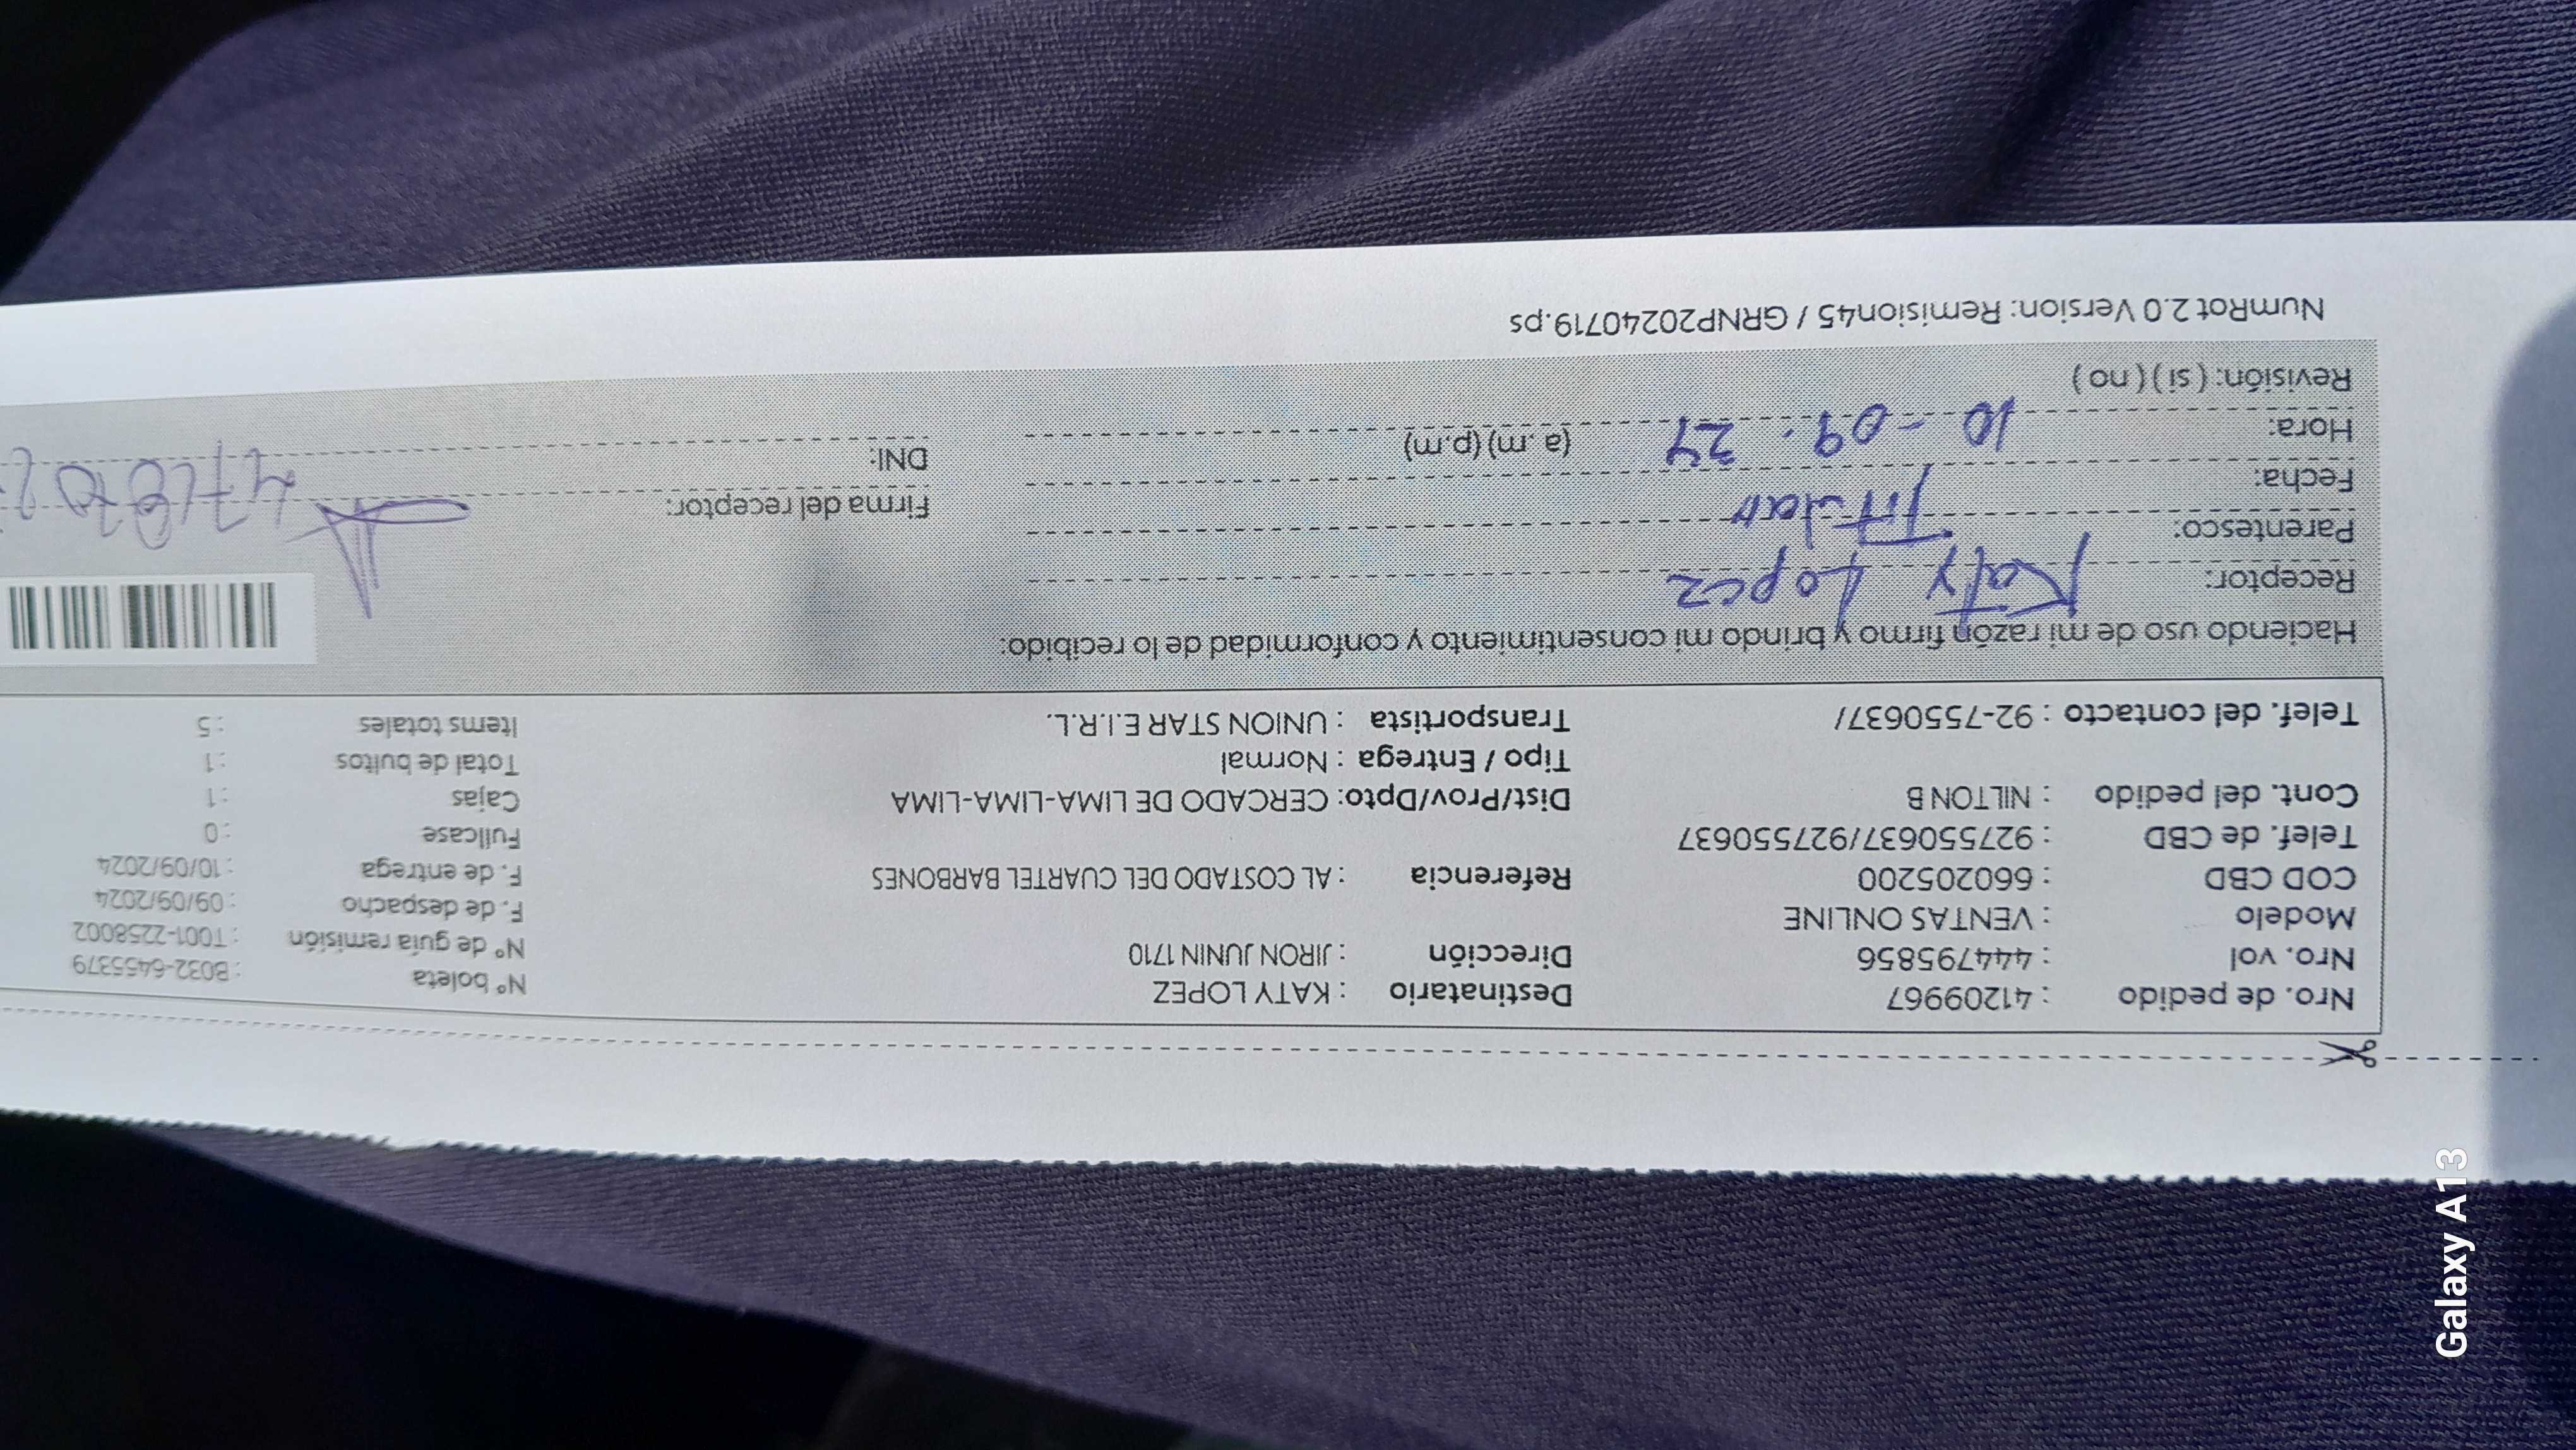 Nro. de pedido : 41209967 Destinatario : KATY LOPEZ Nº boleta : B032-6455379
Nro. vol : 444795856 Dirección : JIRON JUNIN 1710 Nº de guía remisión : T001-2258002
Modelo : VENTAS ONLINE F. de despacho : 09/09/2024
COD CBD : 660205200 Referencia : AL COSTADO DEL CUARTEL BARBONES F. de entrega : 10/09/2024
Telef. de CBD : 927550637/927550637 Fullcase : 0
Cont. del pedido : NILTON B Dist/Prov/Dpto: CERCADO DE LIMA-LIMA-LIMA Cajas : 1
Tipo / Entrega : Normal Total de bultos : 1
Telef. del contacto : 92-7550637/ Transportista : UNION STAR E.I.R.L. Items totales : 5
Haciendo uso de mi razón firmo y brindo mi consentimiento y conformidad de lo recibido:
Receptor: Katy Lopez
Parentesco: Titular Firma del receptor:
Fecha: DNI:
Hora: 10-09.24 (a .m) (p.m)
Revisión: ( si ) ( no )
NumRot 2.0 Version: Remision45 / GRNP20240719.ps
Galaxy A13